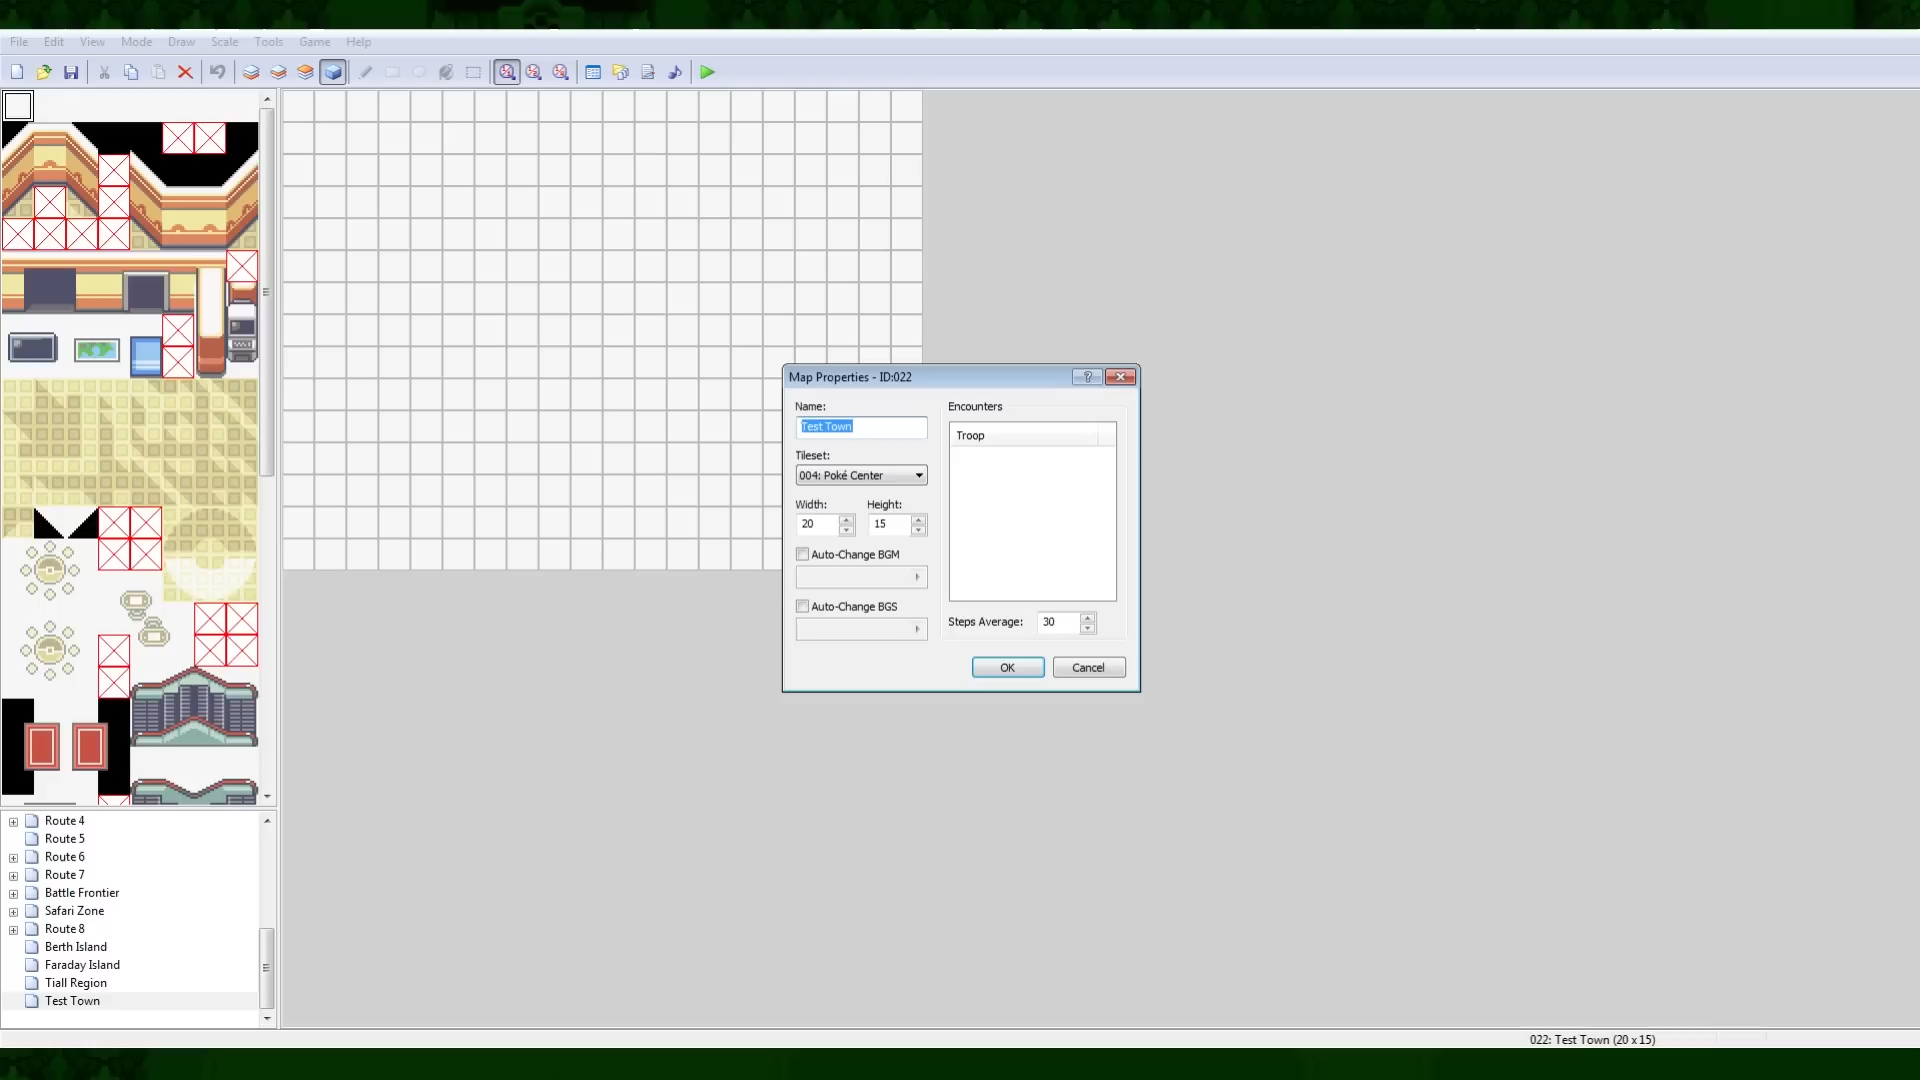 File Edit View Mode Draw Scale Tools Game Help
Map Properties - ID:022
Name:
Encounters
Test Town
Troop
Tileset:
004: Poké Center
Width:
Height:
20
15
Auto-Change BGM
Auto-Change BGS
Steps Average:
30
OK
Cancel
Route 4
Route 5
Route 6
Route 7
Battle Frontier
Safari Zone
Route 8
Berth Island
Faraday Island
Tiall Region
Test Town
022: Test Town (20 x 15)